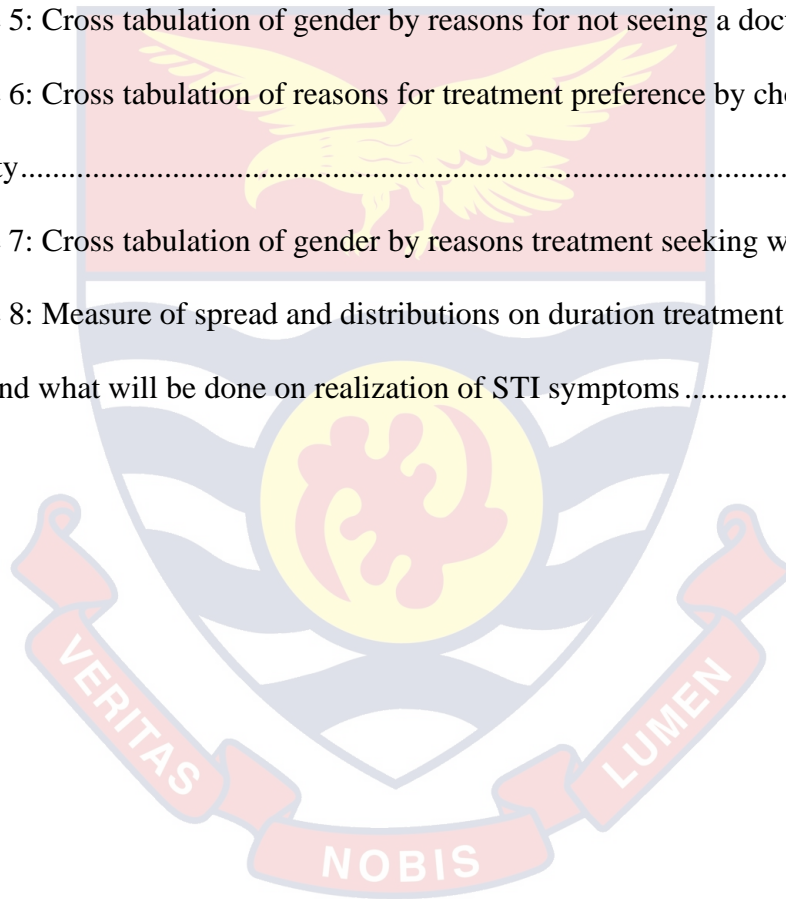 5: Cross tabulation of gender by reasons for not seeing a
6: Cross tabulation of reasons for treatment preference by
ty............................................................................................................
7: Cross tabulation of gender by reasons treatment seeking
8: Measure of spread and distributions on duration treatment
nd what will be done on realization of STI symptoms..............
VERITAS
NOBIS
LUMEN